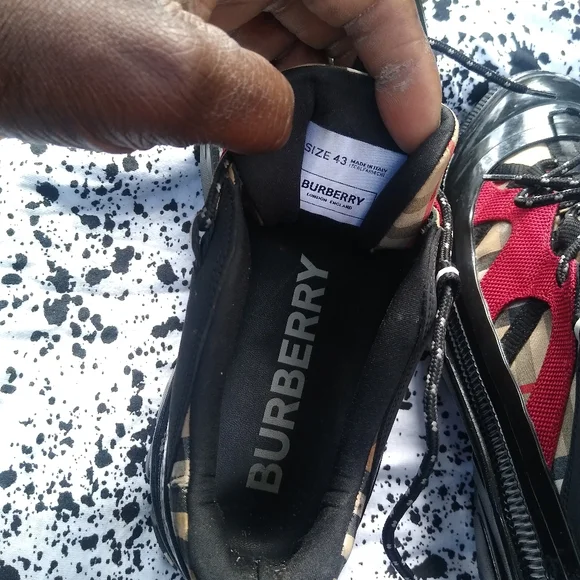 SIZE 43
MADE IN ITALY
BURBERRY
LONDON ENGLAND
BURBERRY